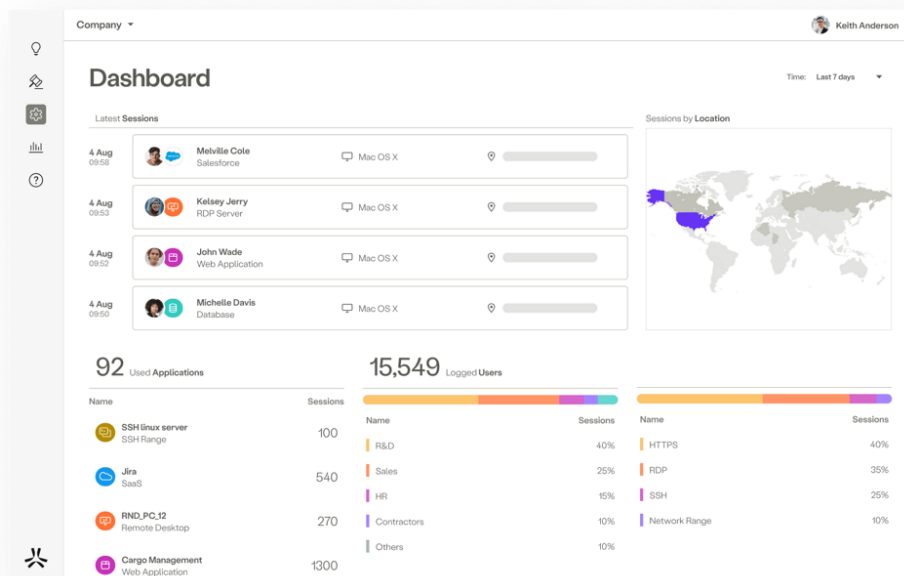 Company
Keith Anderson
Dashboard
Time: Last 7 days
Latest Sessions
Sessions by Location
4 Aug
09:58
Melville Cole
Salesforce
Mac OS X
4 Aug
09:53
Kelsey Jerry
RDP Server
Mac OS X
4 Aug
09:52
John Wade
Web Application
Mac OS X
4 Aug
09:50
Michelle Davis
Database
Mac OS X
92 Used Applications
Name Sessions
SSH linux server
SSH Range
100
Jira
SaaS
540
RND_PC_12
Remote Desktop
270
Cargo Management
Web Application
1300
15,549 Logged Users
Name Sessions
R&D 40%
Sales 25%
HR 15%
Contractors 10%
Others 10%
Name Sessions
HTTPS 40%
RDP 35%
SSH 25%
Network Range 10%